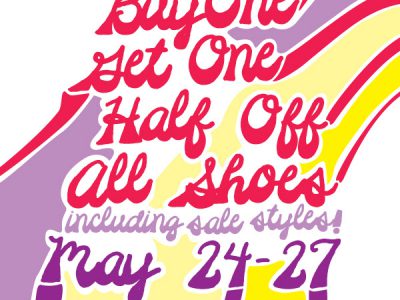 Buy One
Get One
Half Off
All Shoes
including sale styles!
May 24-27